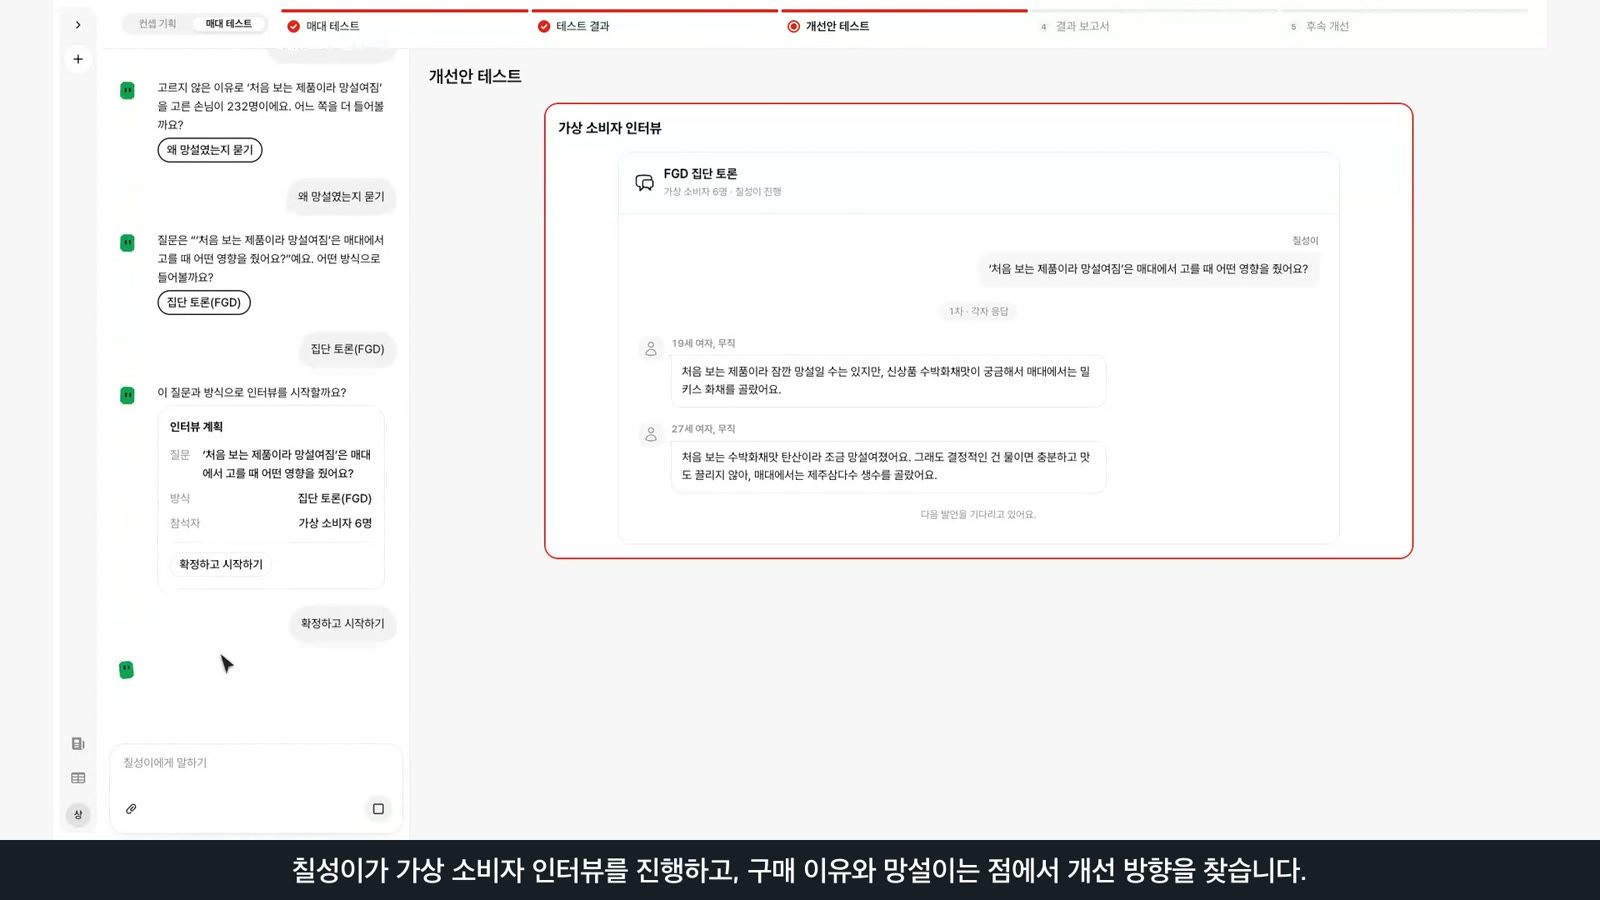 컨셉 기획
매대 테스트
매대 테스트
테스트 결과
개선안 테스트
4 결과 보고서
5 후속 개선
고르지 않은 이유로 ‘처음 보는 제품이라 망설여짐’
을 고른 손님이 232명이에요. 어느 쪽을 더 들어볼
까요?
왜 망설였는지 묻기
왜 망설였는지 묻기
질문은 “‘처음 보는 제품이라 망설여짐’은 매대에서
고를 때 어떤 영향을 줬어요?”예요. 어떤 방식으로
들어볼까요?
집단 토론(FGD)
집단 토론(FGD)
이 질문과 방식으로 인터뷰를 시작할까요?
인터뷰 계획
질문 ‘처음 보는 제품이라 망설여짐’은 매대
에서 고를 때 어떤 영향을 줬어요?
방식 집단 토론(FGD)
참석자 가상 소비자 6명
확정하고 시작하기
확정하고 시작하기
칠성이에게 말하기
상
개선안 테스트
가상 소비자 인터뷰
FGD 집단 토론
가상 소비자 6명 · 칠성이 진행
칠성이
‘처음 보는 제품이라 망설여짐’은 매대에서 고를 때 어떤 영향을 줬어요?
1차 · 각자 응답
19세 여자, 무직
처음 보는 제품이라 잠깐 망설일 수는 있지만, 신상품 수박화채맛이 궁금해서 매대에서는 밀
키스 화채를 골랐어요.
27세 여자, 무직
처음 보는 수박화채맛 탄산이라 조금 망설여졌어요. 그래도 결정적인 건 물이면 충분하고 맛
도 끌리지 않아, 매대에서는 제주삼다수 생수를 골랐어요.
다음 발언을 기다리고 있어요.
칠성이가 가상 소비자 인터뷰를 진행하고, 구매 이유와 망설이는 점에서 개선 방향을 찾습니다.